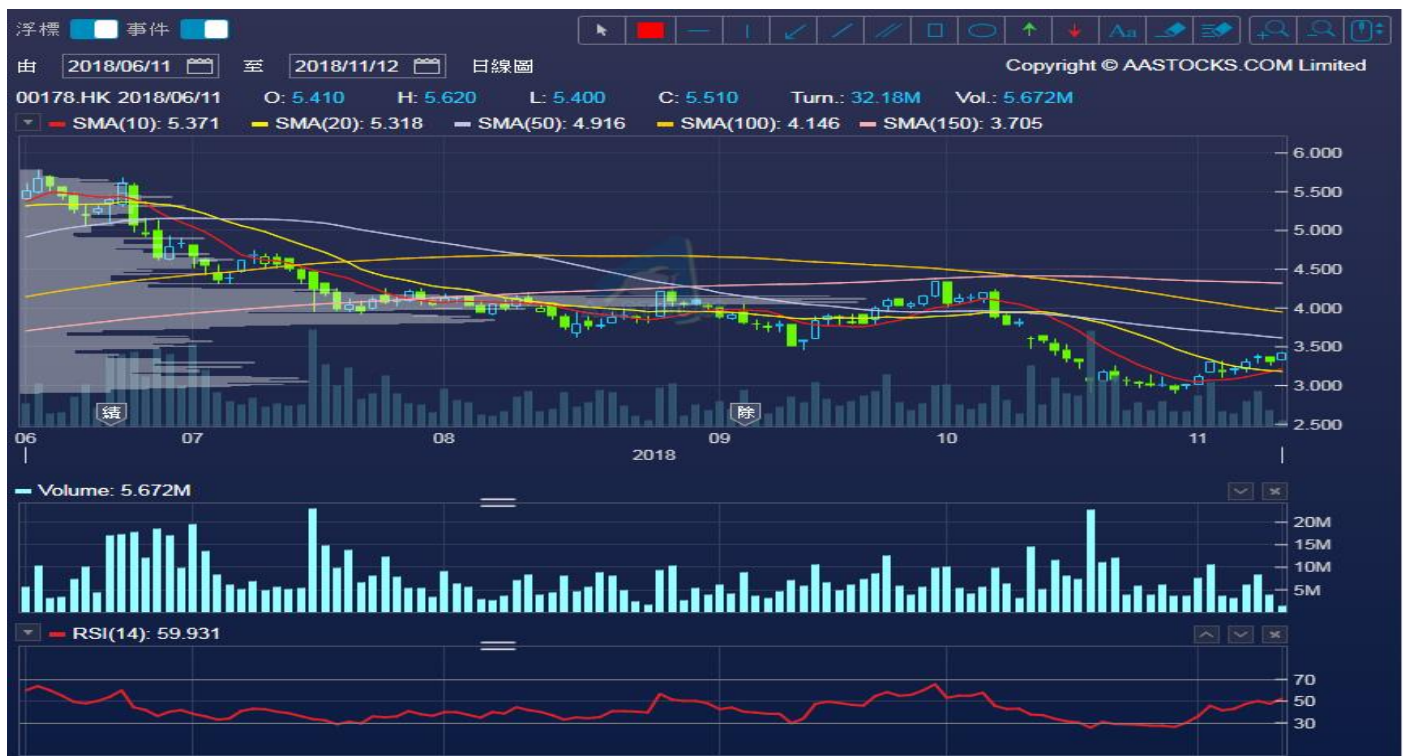 浮標 事件 Aa
由 2018/06/11 至 2018/11/12 日線圖 Copyright © AASTOCKS.COM Limited
00178.HK 2018/06/11 O: 5.410 H: 5.620 L: 5.400 C: 5.510 Turn.: 32.18M Vol.: 5.672M
SMA(10): 5.371 SMA(20): 5.318 SMA(50): 4.916 SMA(100): 4.146 SMA(150): 3.705
6.000
5.500
5.000
4.500
4.000
3.500
3.000
績 除
2.500
06 07 08 09 10 11
2018
Volume: 5.672M
20M
15M
10M
5M
RSI(14): 59.931
70
50
30